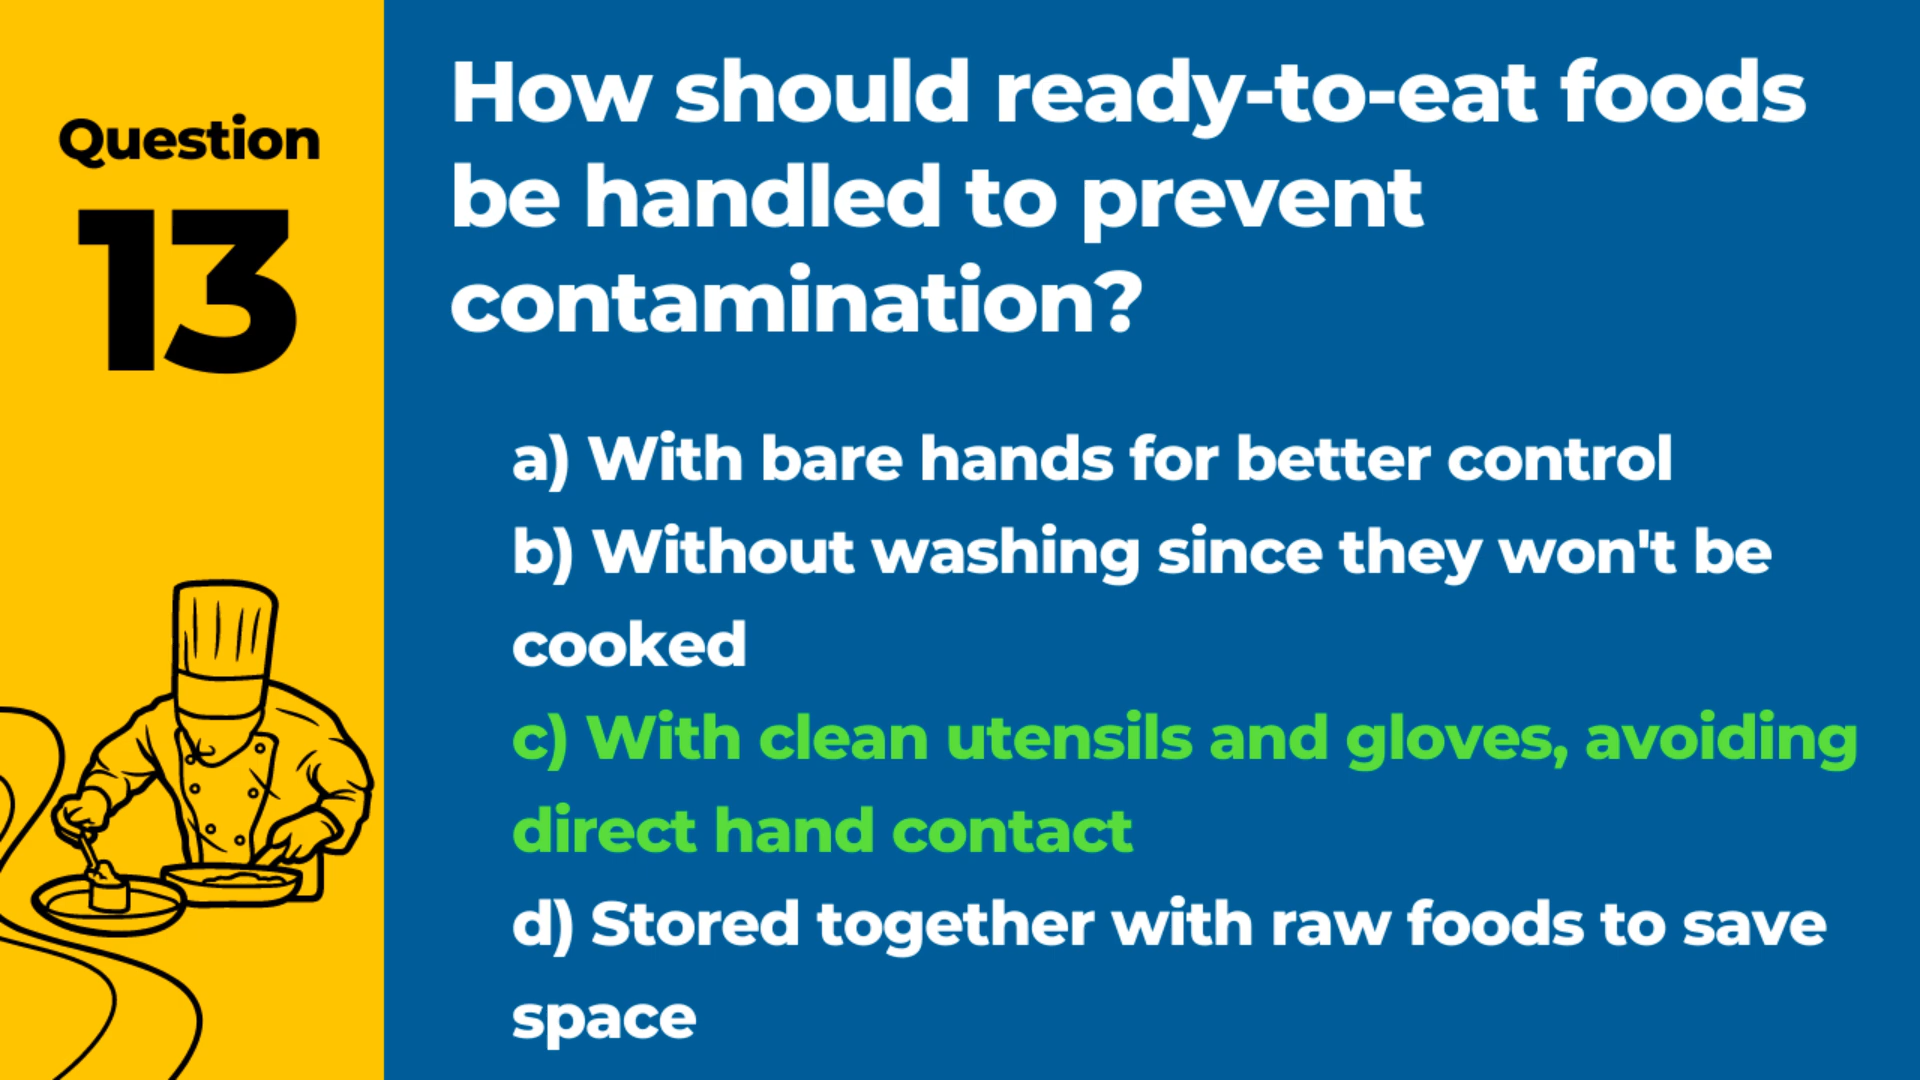 Question
13
How should ready-to-eat foods
be handled to prevent
contamination?
a) With bare hands for better control
b) Without washing since they won't be
cooked
c) With clean utensils and gloves, avoiding
direct hand contact
d) Stored together with raw foods to save
space